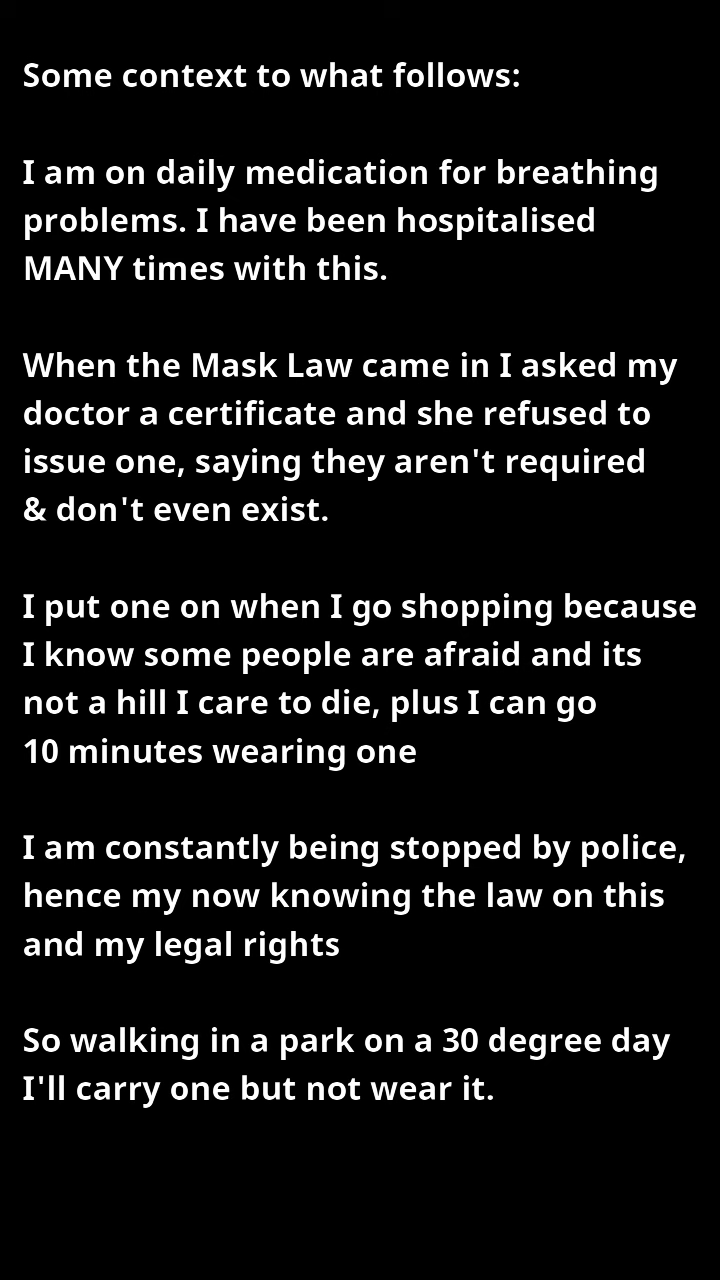 Some context to what follows:
I am on daily medication for breathing
problems. I have been hospitalised
MANY times with this.
When the Mask Law came in I asked my
doctor a certificate and she refused to
issue one, saying they aren't required
& don't even exist.
I put one on when I go shopping because
I know some people are afraid and its
not a hill I care to die, plus I can go
10 minutes wearing one
I am constantly being stopped by police,
hence my now knowing the law on this
and my legal rights
So walking in a park on a 30 degree day
I'll carry one but not wear it.